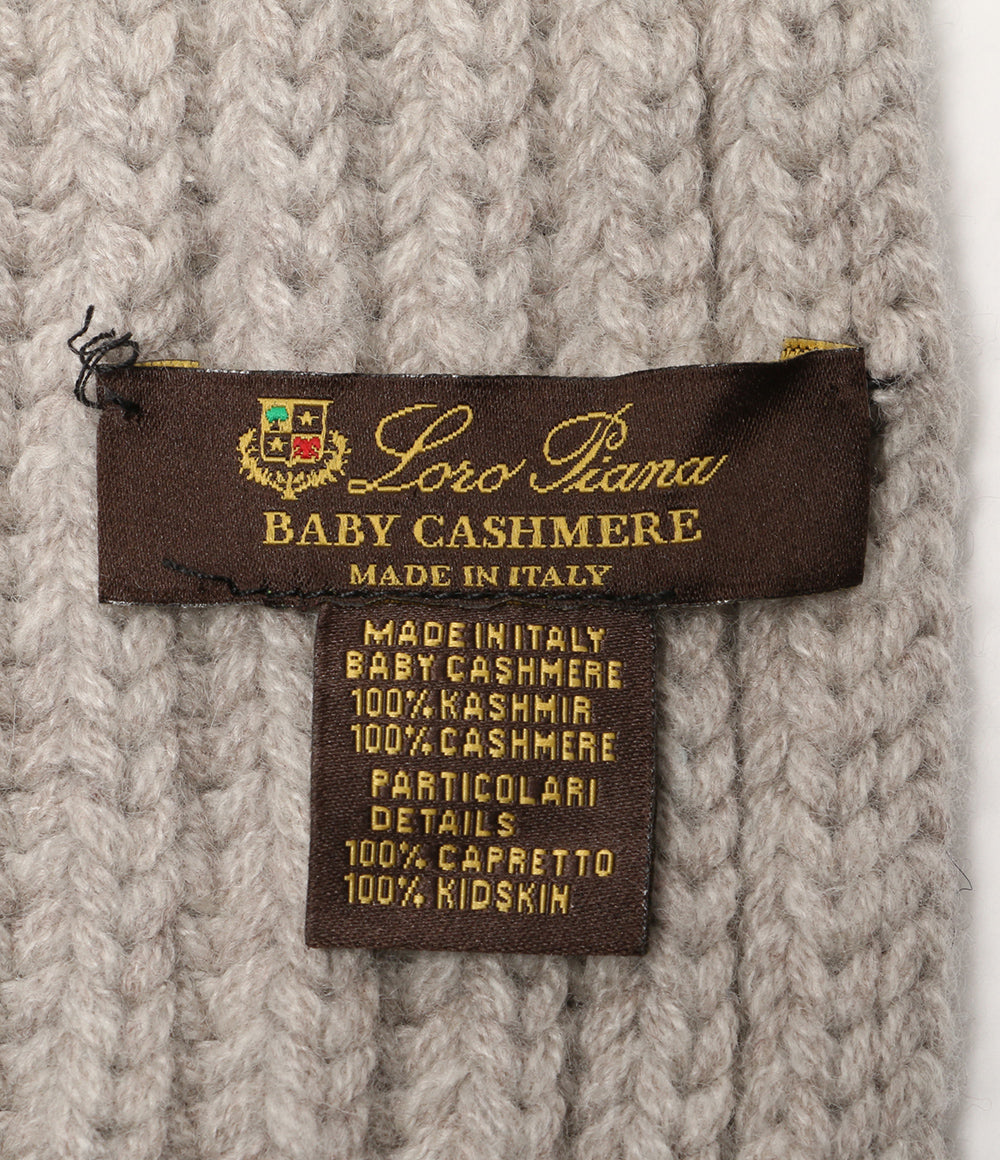 Loro Piana
BABY CASHMERE
MADE IN ITALY
MADE IN ITALY
BABY CASHMERE
100% KASHMIR
100% CASHMERE
PARTICOLARI
DETAILS
100% CAPRETTO
100% KIDSKIN